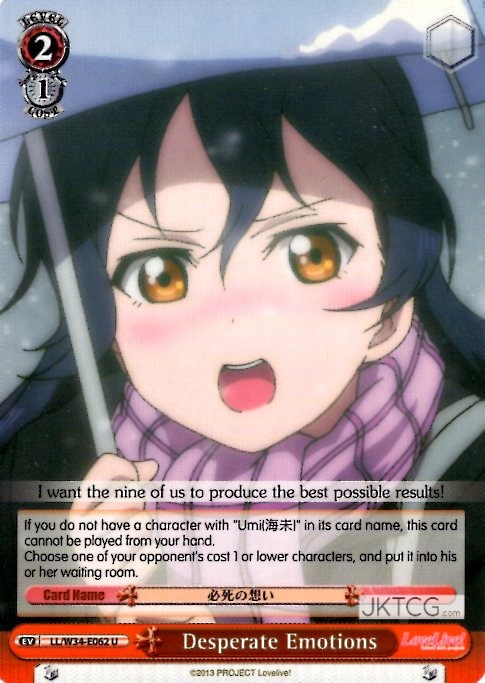 LEVEL
2
1
COST
I want the nine of us to produce the best possible results!
If you do not have a character with "Umi(海未)" in its card name, this card
cannot be played from your hand.
Choose one of your opponent's cost 1 or lower characters, and put it into his
or her waiting room.
Card Name 必死の想い
JKTCG.com
EV LL/W34-E062 U Desperate Emotions LoveLive!
©2013 PROJECT Lovelive!